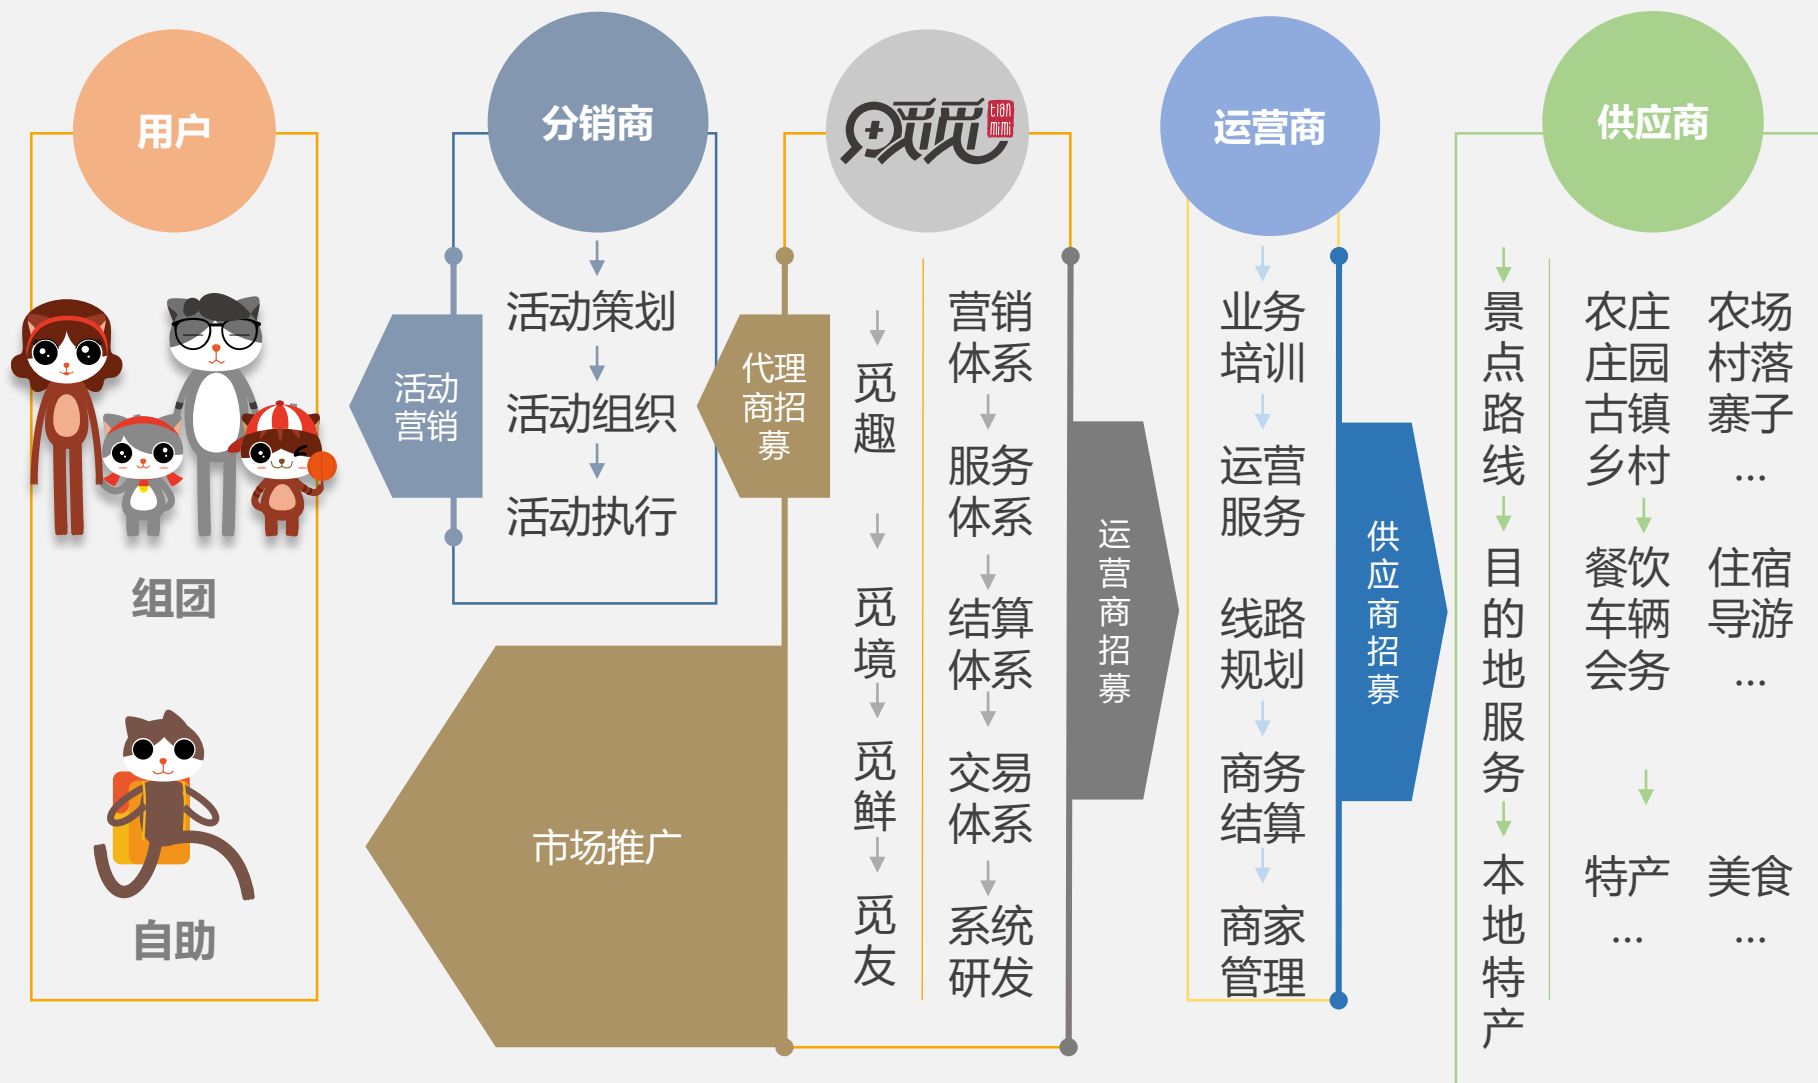 用户
组团
自助
分销商
活动策划
活动组织
活动执行
活动
营销
代理
商招
募
市场推广
tian
mimi
觅
趣
觅
境
觅
鲜
觅
友
营销
体系
服务
体系
结算
体系
交易
体系
系统
研发
运
营
商
招
募
运营商
业务
培训
运营
服务
线路
规划
商务
结算
商家
管理
供
应
商
招
募
供应商
景
点
路
线
目
的
地
服
务
本
地
特
产
农庄 农场
庄园 村落
古镇 寨子
乡村 ...
餐饮 住宿
车辆 导游
会务 ...
特产 美食
... ...